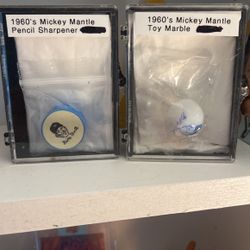 1960's Mickey Mantle
Pencil Sharpener
1960's Mickey Mantle
Toy Marble